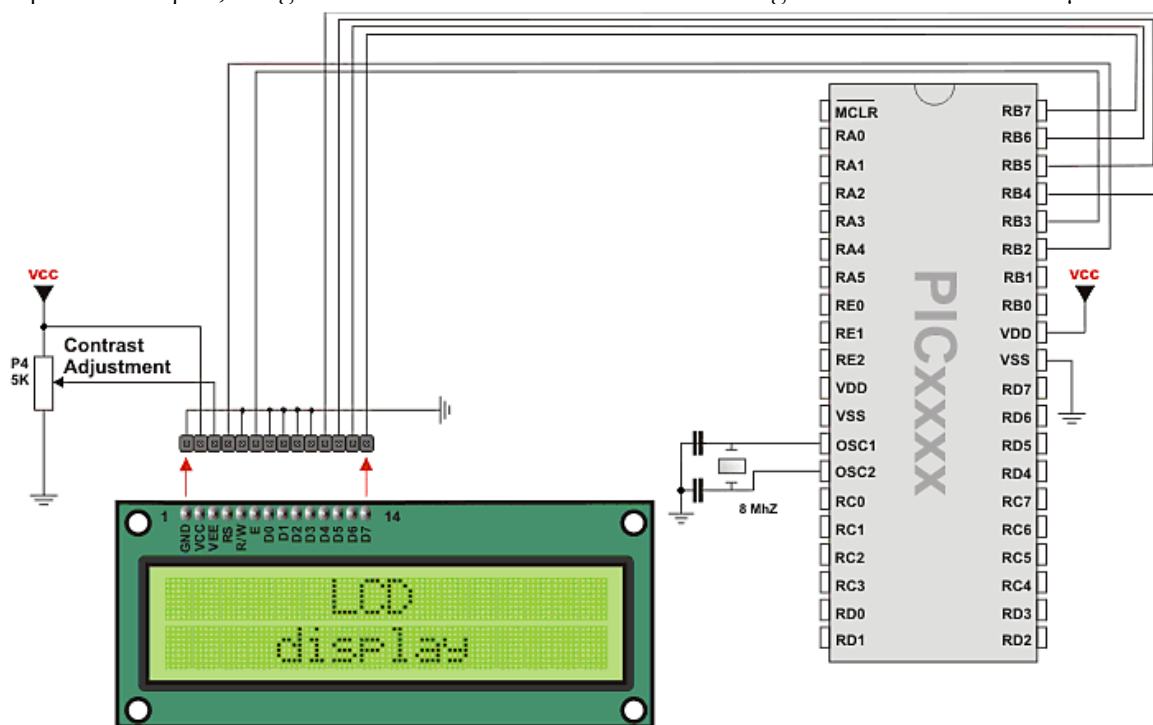 vcc
P4
5K
Contrast
Adjustment
1
GND
VCC
VEE
RS
R/W
E
D0
D1
D2
D3
D4
D5
D6
D7
14
LCD
display
MCLR
RA0
RA1
RA2
RA3
RA4
RA5
RE0
RE1
RE2
VDD
VSS
OSC1
OSC2
RC0
RC1
RC2
RC3
RD0
RD1
8 MhZ
PICxxxx
RB7
RB6
RB5
RB4
RB3
RB2
RB1
RB0
VDD
VSS
RD7
RD6
RD5
RD4
RC7
RC6
RC5
RC4
RD3
RD2
vcc